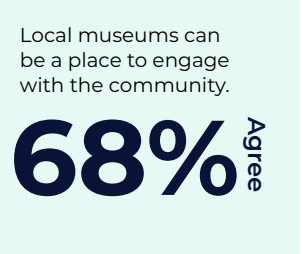 Local museums can
be a place to engage
with the community.
68%
Agree